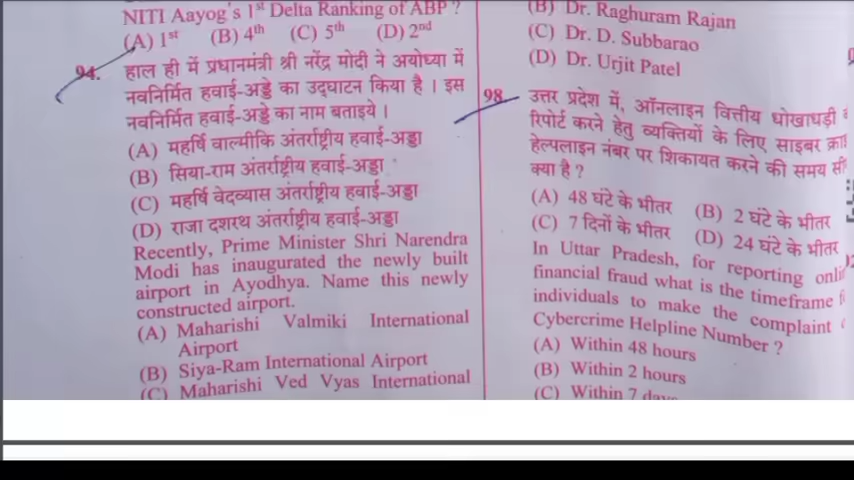 NITI Aayog's 1st Delta Ranking of ABP ?
(A) 1st (B) 4th (C) 5th (D) 2nd
94. हाल ही में प्रधानमंत्री श्री नरेंद्र मोदी ने अयोध्या में
नवनिर्मित हवाई-अड्डे का उद्घाटन किया है । इस
नवनिर्मित हवाई-अड्डे का नाम बताइये ।
(A) महर्षि वाल्मीकि अंतर्राष्ट्रीय हवाई-अड्डा
(B) सिया-राम अंतर्राष्ट्रीय हवाई-अड्डा
(C) महर्षि वेदव्यास अंतर्राष्ट्रीय हवाई-अड्डा
(D) राजा दशरथ अंतर्राष्ट्रीय हवाई-अड्डा
Recently, Prime Minister Shri Narendra
Modi has inaugurated the newly built
airport in Ayodhya. Name this newly
constructed airport.
(A) Maharishi Valmiki International
Airport
(B) Siya-Ram International Airport
(C) Maharishi Ved Vyas International
(B) Dr. Raghuram Rajan
(C) Dr. D. Subbarao
(D) Dr. Urjit Patel
98. उत्तर प्रदेश में, ऑनलाइन वित्तीय धोखाधड़ी
रिपोर्ट करने हेतु व्यक्तियों के लिए साइबर
हेल्पलाइन नंबर पर शिकायत करने की समय
क्या है ?
(A) 48 घंटे के भीतर (B) 2 घंटे के भीतर
(C) 7 दिनों के भीतर (D) 24 घंटे के भीतर
In Uttar Pradesh, for reporting
financial fraud what is the timeframe
individuals to make the complaint
Cybercrime Helpline Number ?
(A) Within 48 hours
(B) Within 2 hours
(C) Within 7 days